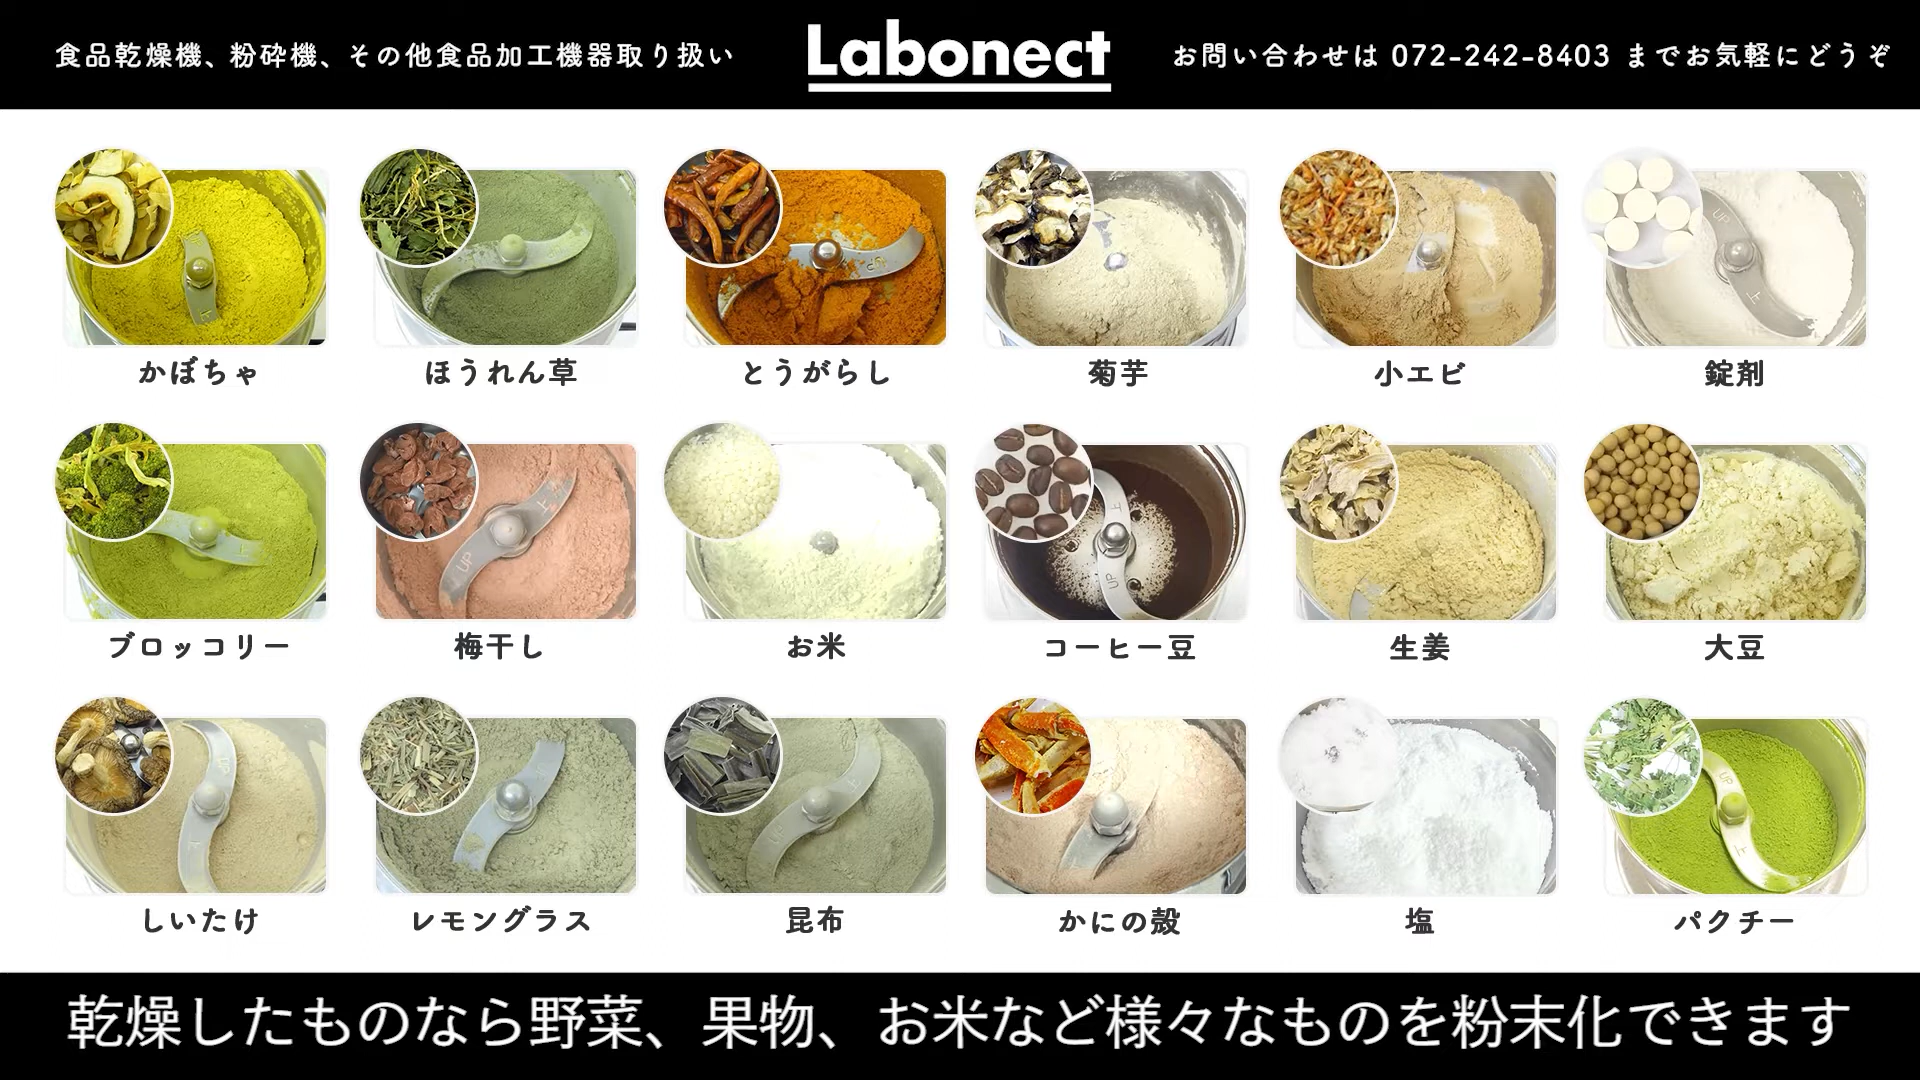 食品乾燥機、粉砕機、その他食品加工機器取り扱い
Labonect
お問い合わせは 072-242-8403 までお気軽にどうぞ
かぼちゃ
ほうれん草
とうがらし
菊芋
小エビ
錠剤
ブロッコリー
梅干し
お米
コーヒー豆
生姜
大豆
しいたけ
レモングラス
昆布
かにの殻
塩
パクチー
乾燥したものなら野菜、果物、お米など様々なものを粉末化できます